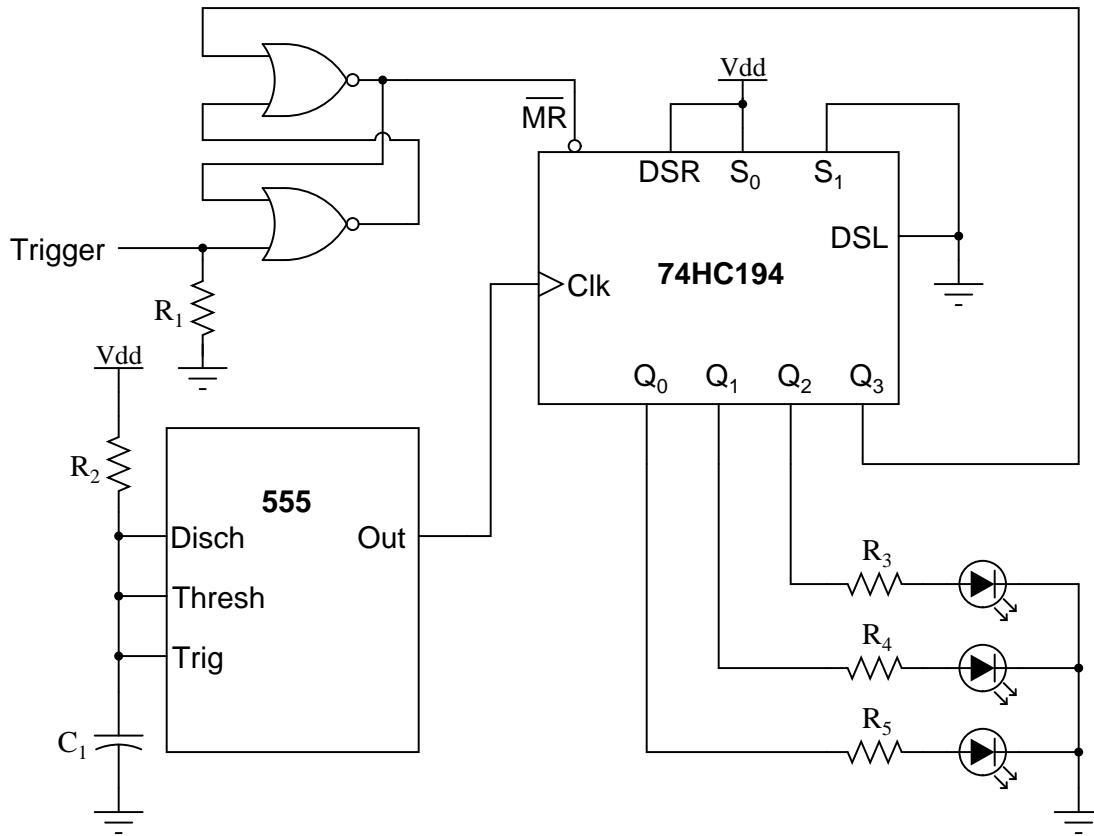 Vdd
MR
DSR S0 S1
DSL
Trigger
74HC194
Clk
R1
Vdd
Q0 Q1 Q2 Q3
R2
555
Disch Out
R3
Thresh
R4
Trig
R5
C1